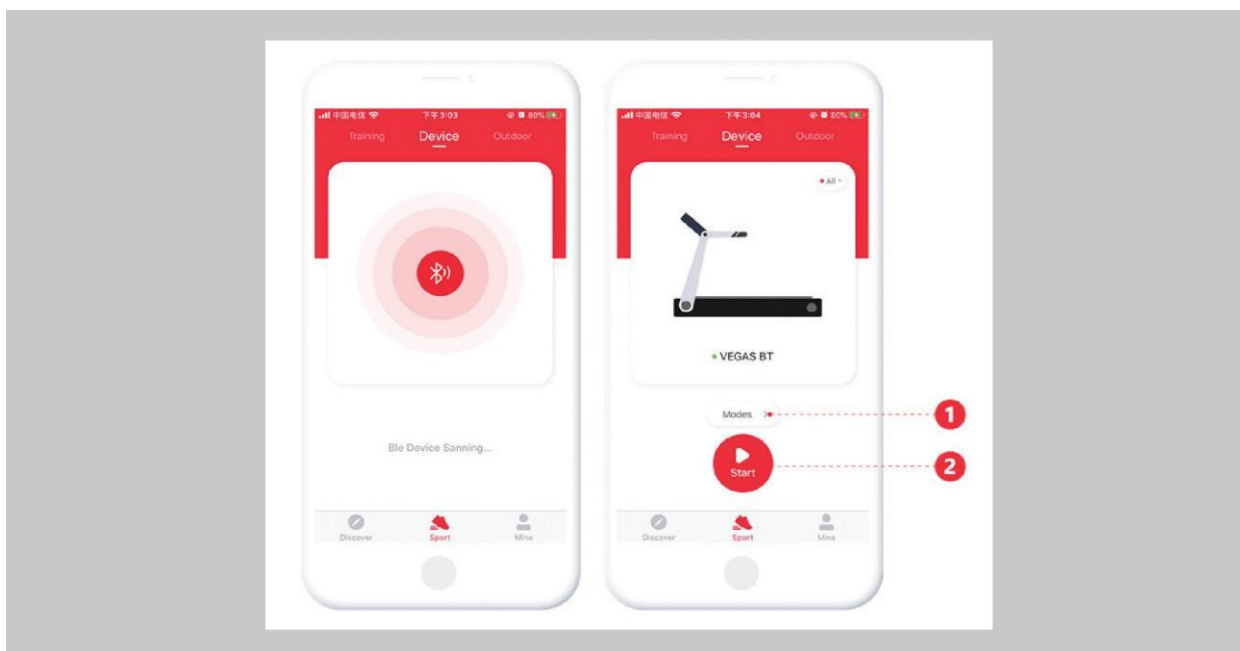 中国电信 下午3:03 80%
Training Device Outdoor
Ble Device Sanning...
Discover Sport Mine
中国电信 下午3:04 80%
Training Device Outdoor
All
VEGAS BT
Modes
1
Start
2
Discover Sport Mine